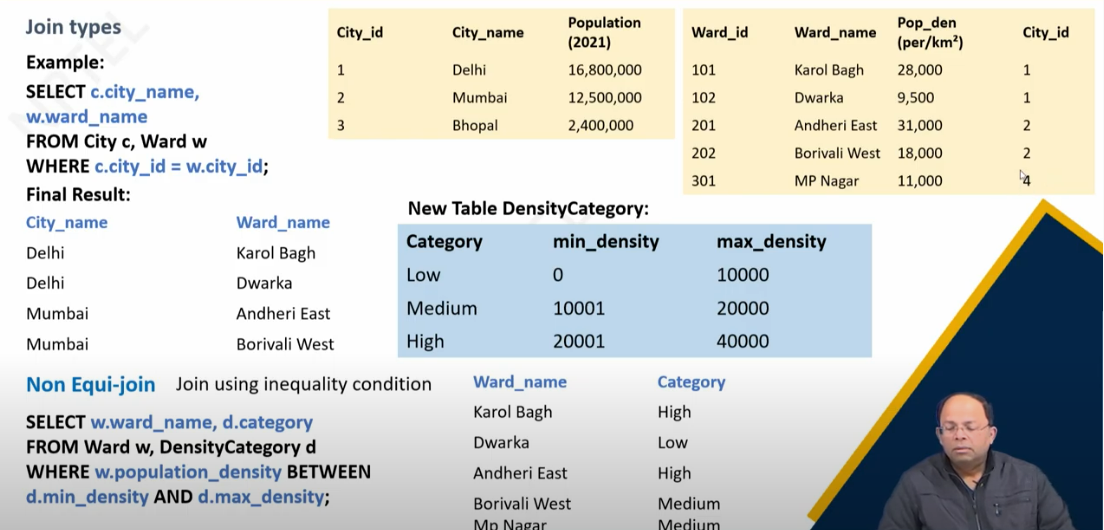 Join types
Example:
SELECT c.city_name,
w.ward_name
FROM City c, Ward w
WHERE c.city_id = w.city_id;
Final Result:
City_name Ward_name
Delhi Karol Bagh
Delhi Dwarka
Mumbai Andheri East
Mumbai Borivali West
City_id City_name Population
(2021)
1 Delhi 16,800,000
2 Mumbai 12,500,000
3 Bhopal 2,400,000
Ward_id Ward_name Pop_den
(per/km²) City_id
101 Karol Bagh 28,000 1
102 Dwarka 9,500 1
201 Andheri East 31,000 2
202 Borivali West 18,000 2
301 MP Nagar 11,000 4
New Table DensityCategory:
Category min_density max_density
Low 0 10000
Medium 10001 20000
High 20001 40000
Non Equi-join Join using inequality condition
SELECT w.ward_name, d.category
FROM Ward w, DensityCategory d
WHERE w.population_density BETWEEN
d.min_density AND d.max_density;
Ward_name Category
Karol Bagh High
Dwarka Low
Andheri East High
Borivali West Medium
Mp Nagar Medium